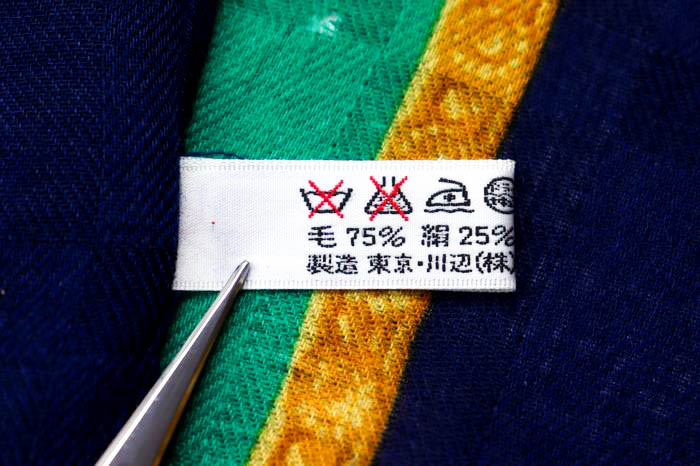 毛 75% 絹 25%
製造 東京・川辺(株)